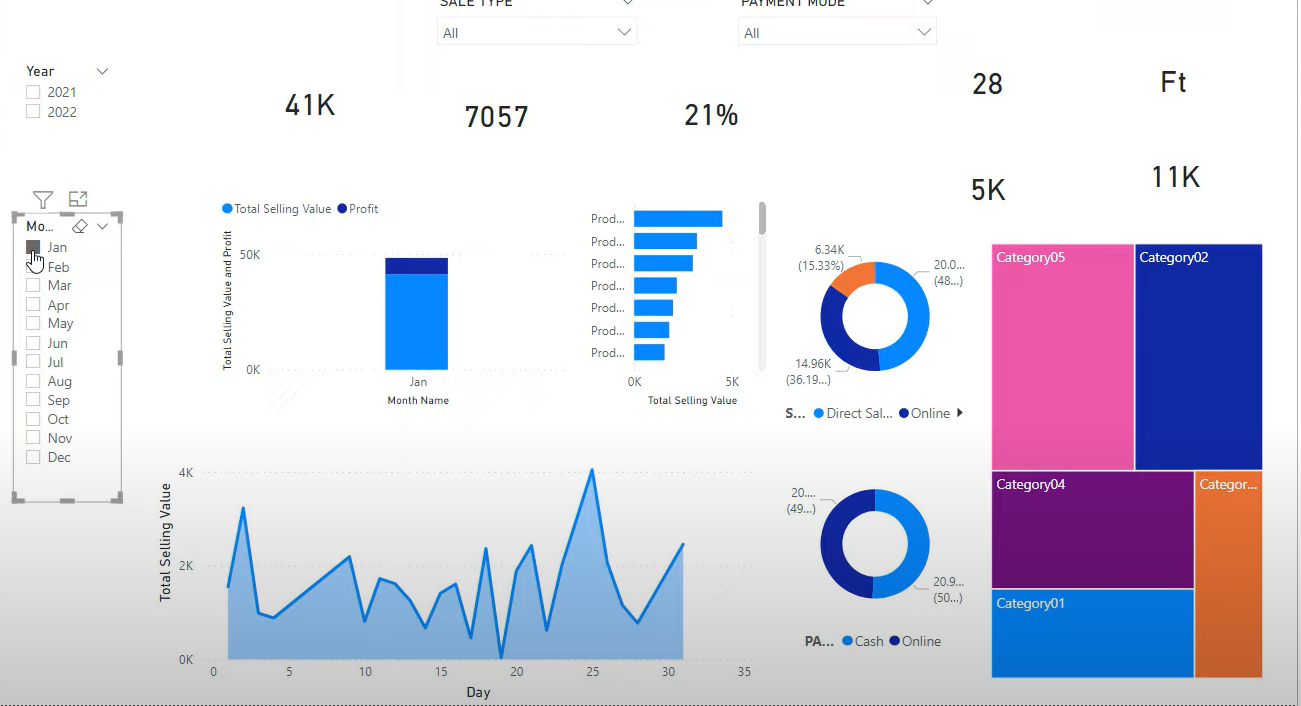 SALE TYPE
All
PAYMENT MODE
All
Year
2021
2022
41K
7057
21%
28
Ft
5K
11K
Mo...
Jan
Feb
Mar
Apr
May
Jun
Jul
Aug
Sep
Oct
Nov
Dec
Total Selling Value Profit
Total Selling Value and Profit
50K
0K
Jan
Month Name
Prod...
Prod...
Prod...
Prod...
Prod...
Prod...
Prod...
0K 5K
Total Selling Value
6.34K
(15.33%)
20.0...
(48...)
14.96K
(36.19...)
S... Direct Sal... Online
Category05
Category02
Category04
Categor...
Category01
Total Selling Value
4K
2K
0K
0 5 10 15 20 25 30 35
Day
20....
(49...)
20.9...
(50...)
PA... Cash Online